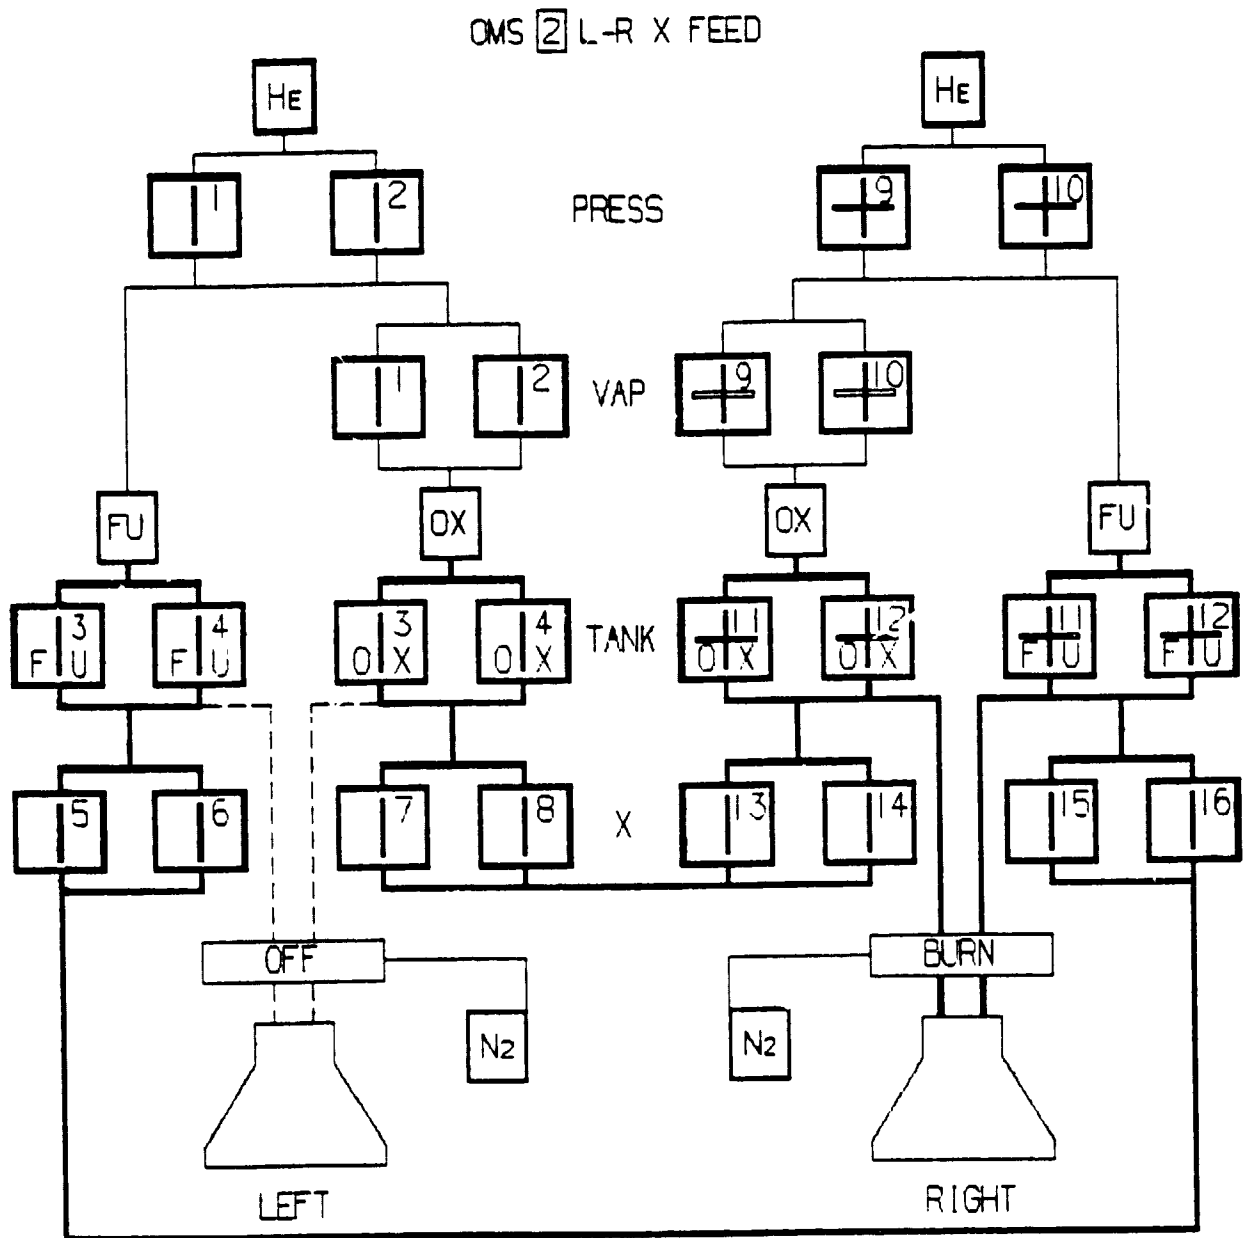 OMS 2 L-R X FEED
HE HE
1 2 PRESS 9 10
1 2 VAP 9 10
FU OX OX FU
3 4 3 4 TANK 11 12 11 12
F U F U O X O X O X O X F U F U
5 6 7 8 X 13 14 15 16
OFF BURN
N2 N2
LEFT RIGHT